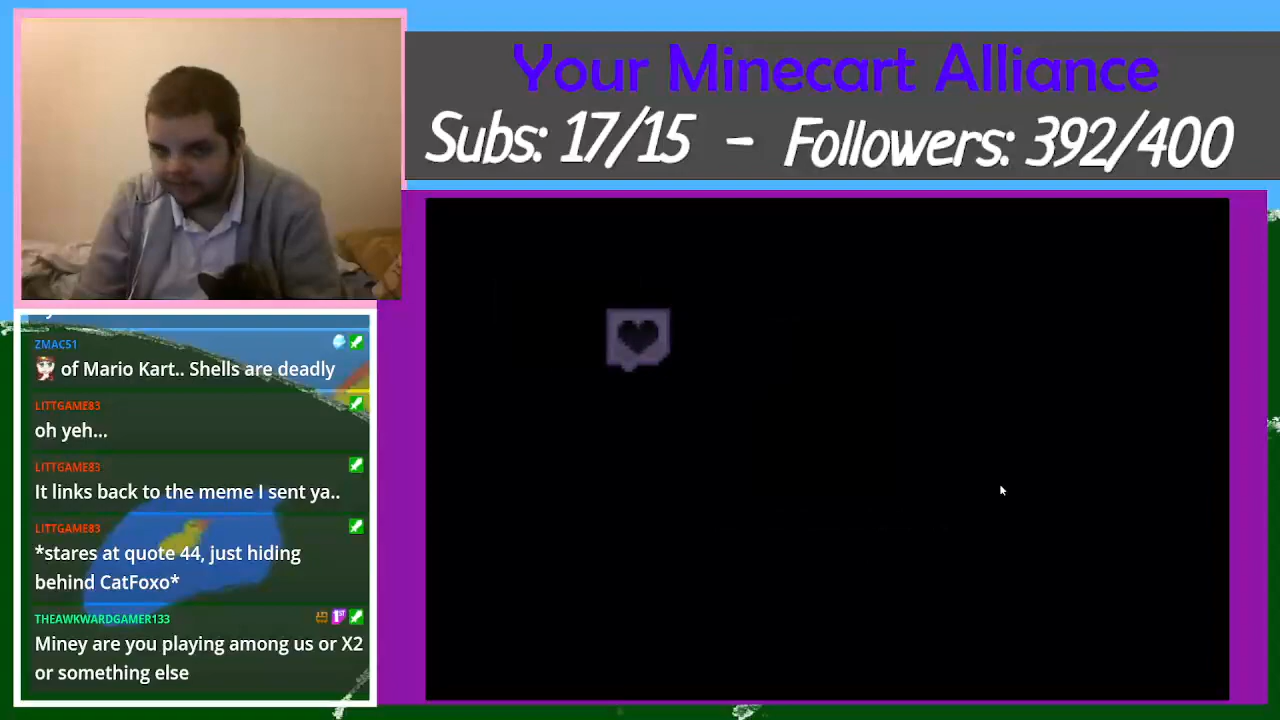 Your Minecart Alliance
Subs: 17/15 - Followers: 392/400
ZMAC51
of Mario Kart.. Shells are deadly
LITTGAME83
oh yeh...
LITTGAME83
It links back to the meme I sent ya..
LITTGAME83
*stares at quote 44, just hiding
behind CatFoxo*
THEAWKWARDGAMER133
1ST
Miney are you playing among us or X2
or something else